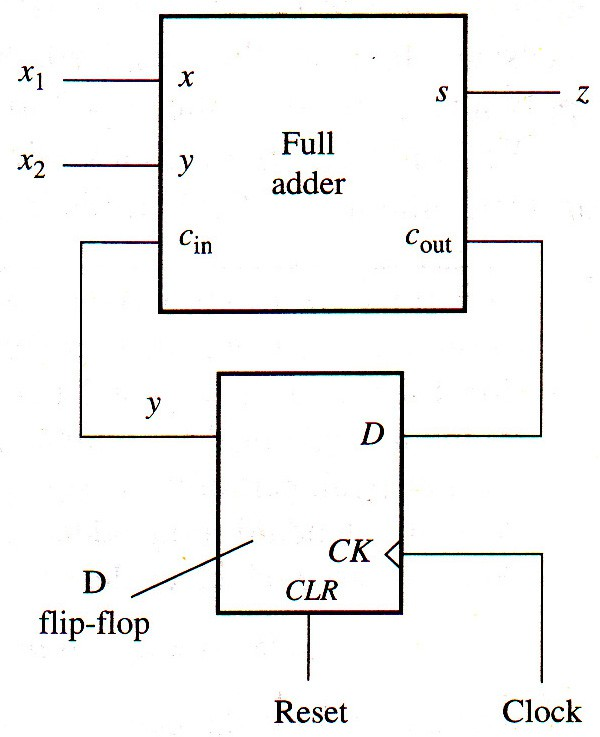 x1
x
s
z
Full
adder
x2
y
cin
cout
y
D
CK
D
flip-flop
CLR
Reset
Clock